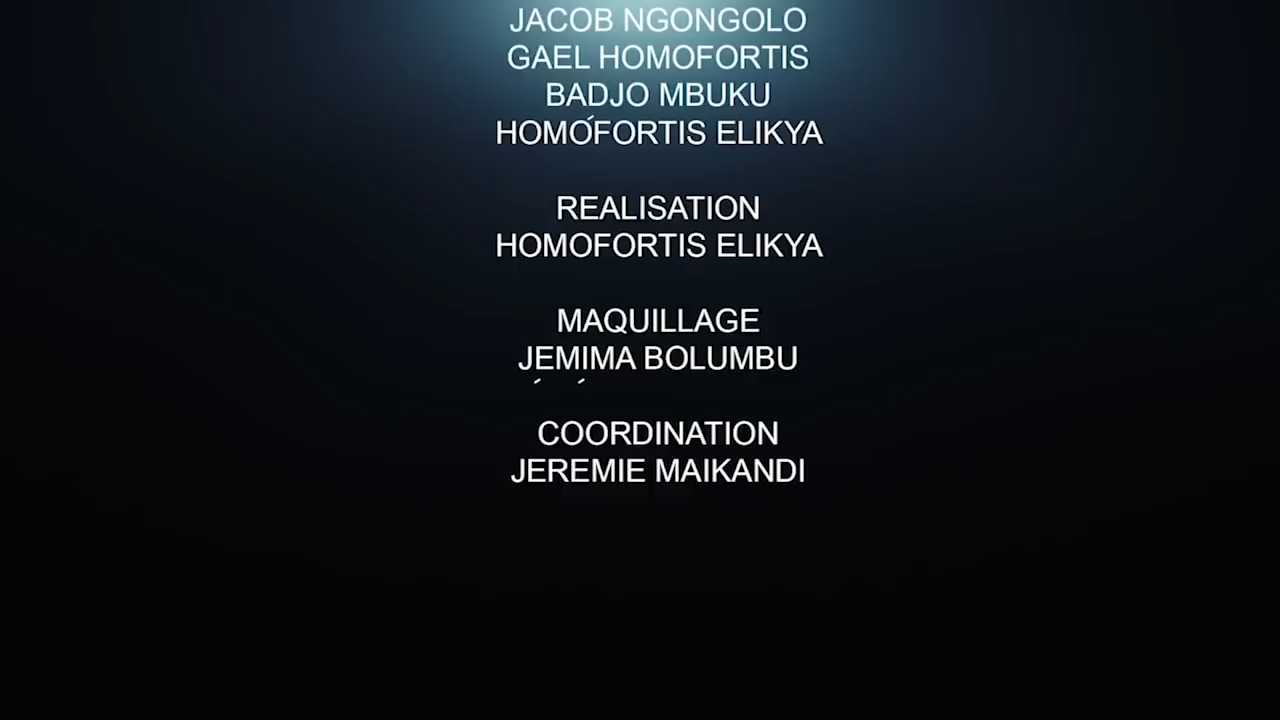 JACOB NGONGOLO
GAEL HOMOFORTIS
BADJO MBUKU
HOMOFORTIS ELIKYA
REALISATION
HOMOFORTIS ELIKYA
MAQUILLAGE
JEMIMA BOLUMBU
COORDINATION
JEREMIE MAIKANDI